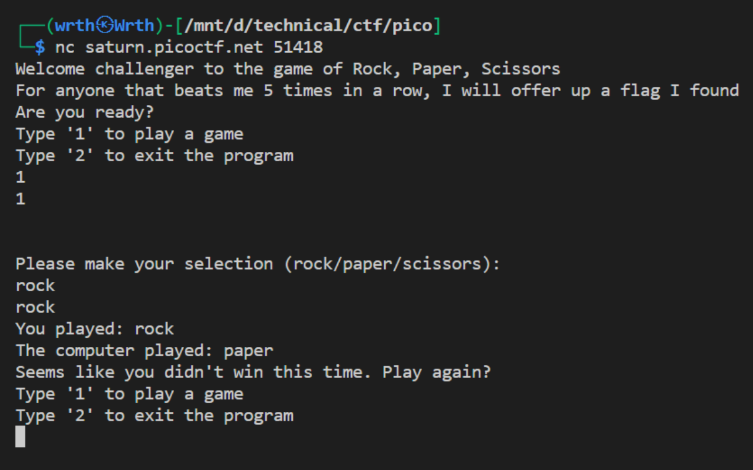 ┌──(wrth㉿Wrth)-[/mnt/d/technical/ctf/pico]
└─$ nc saturn.picoctf.net 51418
Welcome challenger to the game of Rock, Paper, Scissors
For anyone that beats me 5 times in a row, I will offer up a flag I found
Are you ready?
Type '1' to play a game
Type '2' to exit the program
1
1
Please make your selection (rock/paper/scissors):
rock
rock
You played: rock
The computer played: paper
Seems like you didn't win this time. Play again?
Type '1' to play a game
Type '2' to exit the program